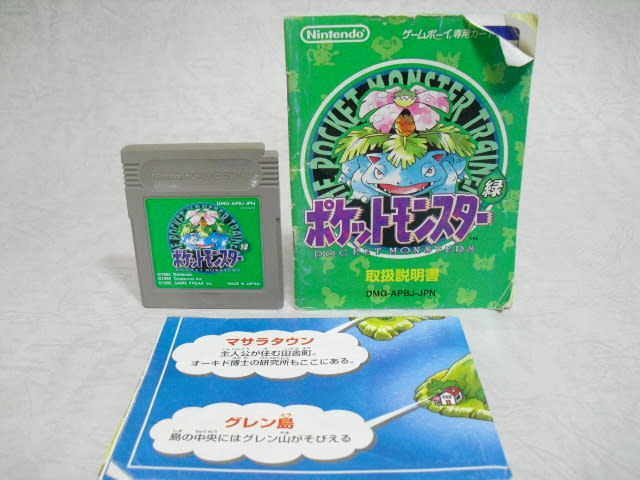 DMG-APBJ-JPN
緑
ポケットモンスター
POCKET MONSTERS
©1995 Nintendo
©1995 Creatures inc.
©1995 GAME FREAK inc.
MADE IN JAPAN
Nintendo
ゲームボーイ専用カー
THE POCKET MONSTER TRAIN
緑
ポケットモンスター
TM
POCKET MONSTERS
取扱説明書
DMG-APBJ-JPN
マサラタウン
主人公が住む田舎町。
オーキド博士の研究所もここにある。
グレン島
島の中央にはグレン山がそびえる